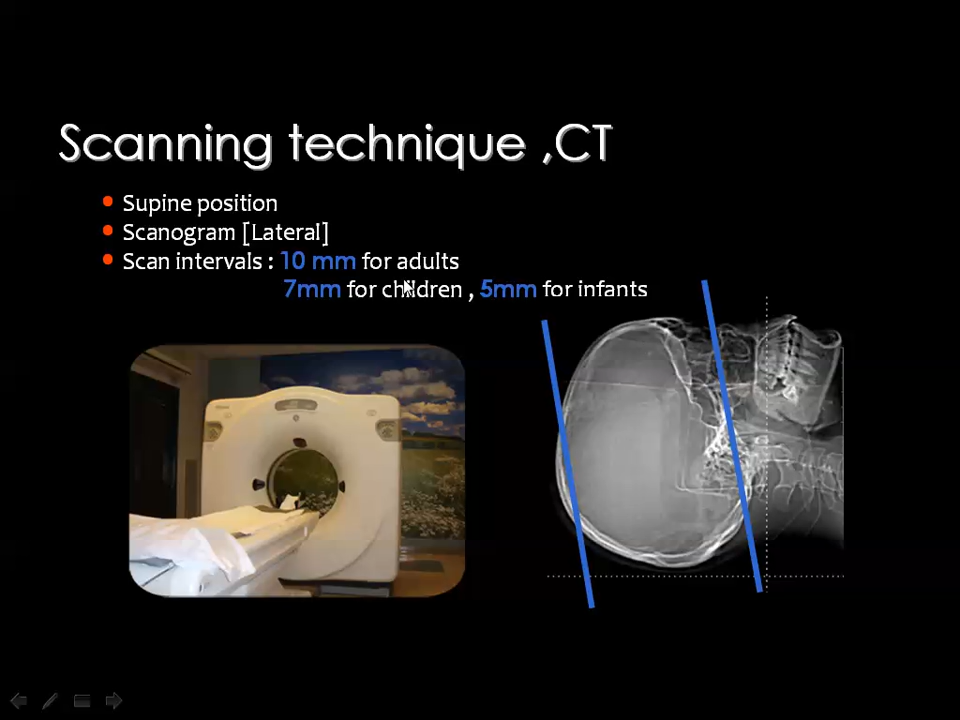 Scanning technique ,CT
Supine position
Scanogram [Lateral]
Scan intervals : 10 mm for adults
7mm for children , 5mm for infants